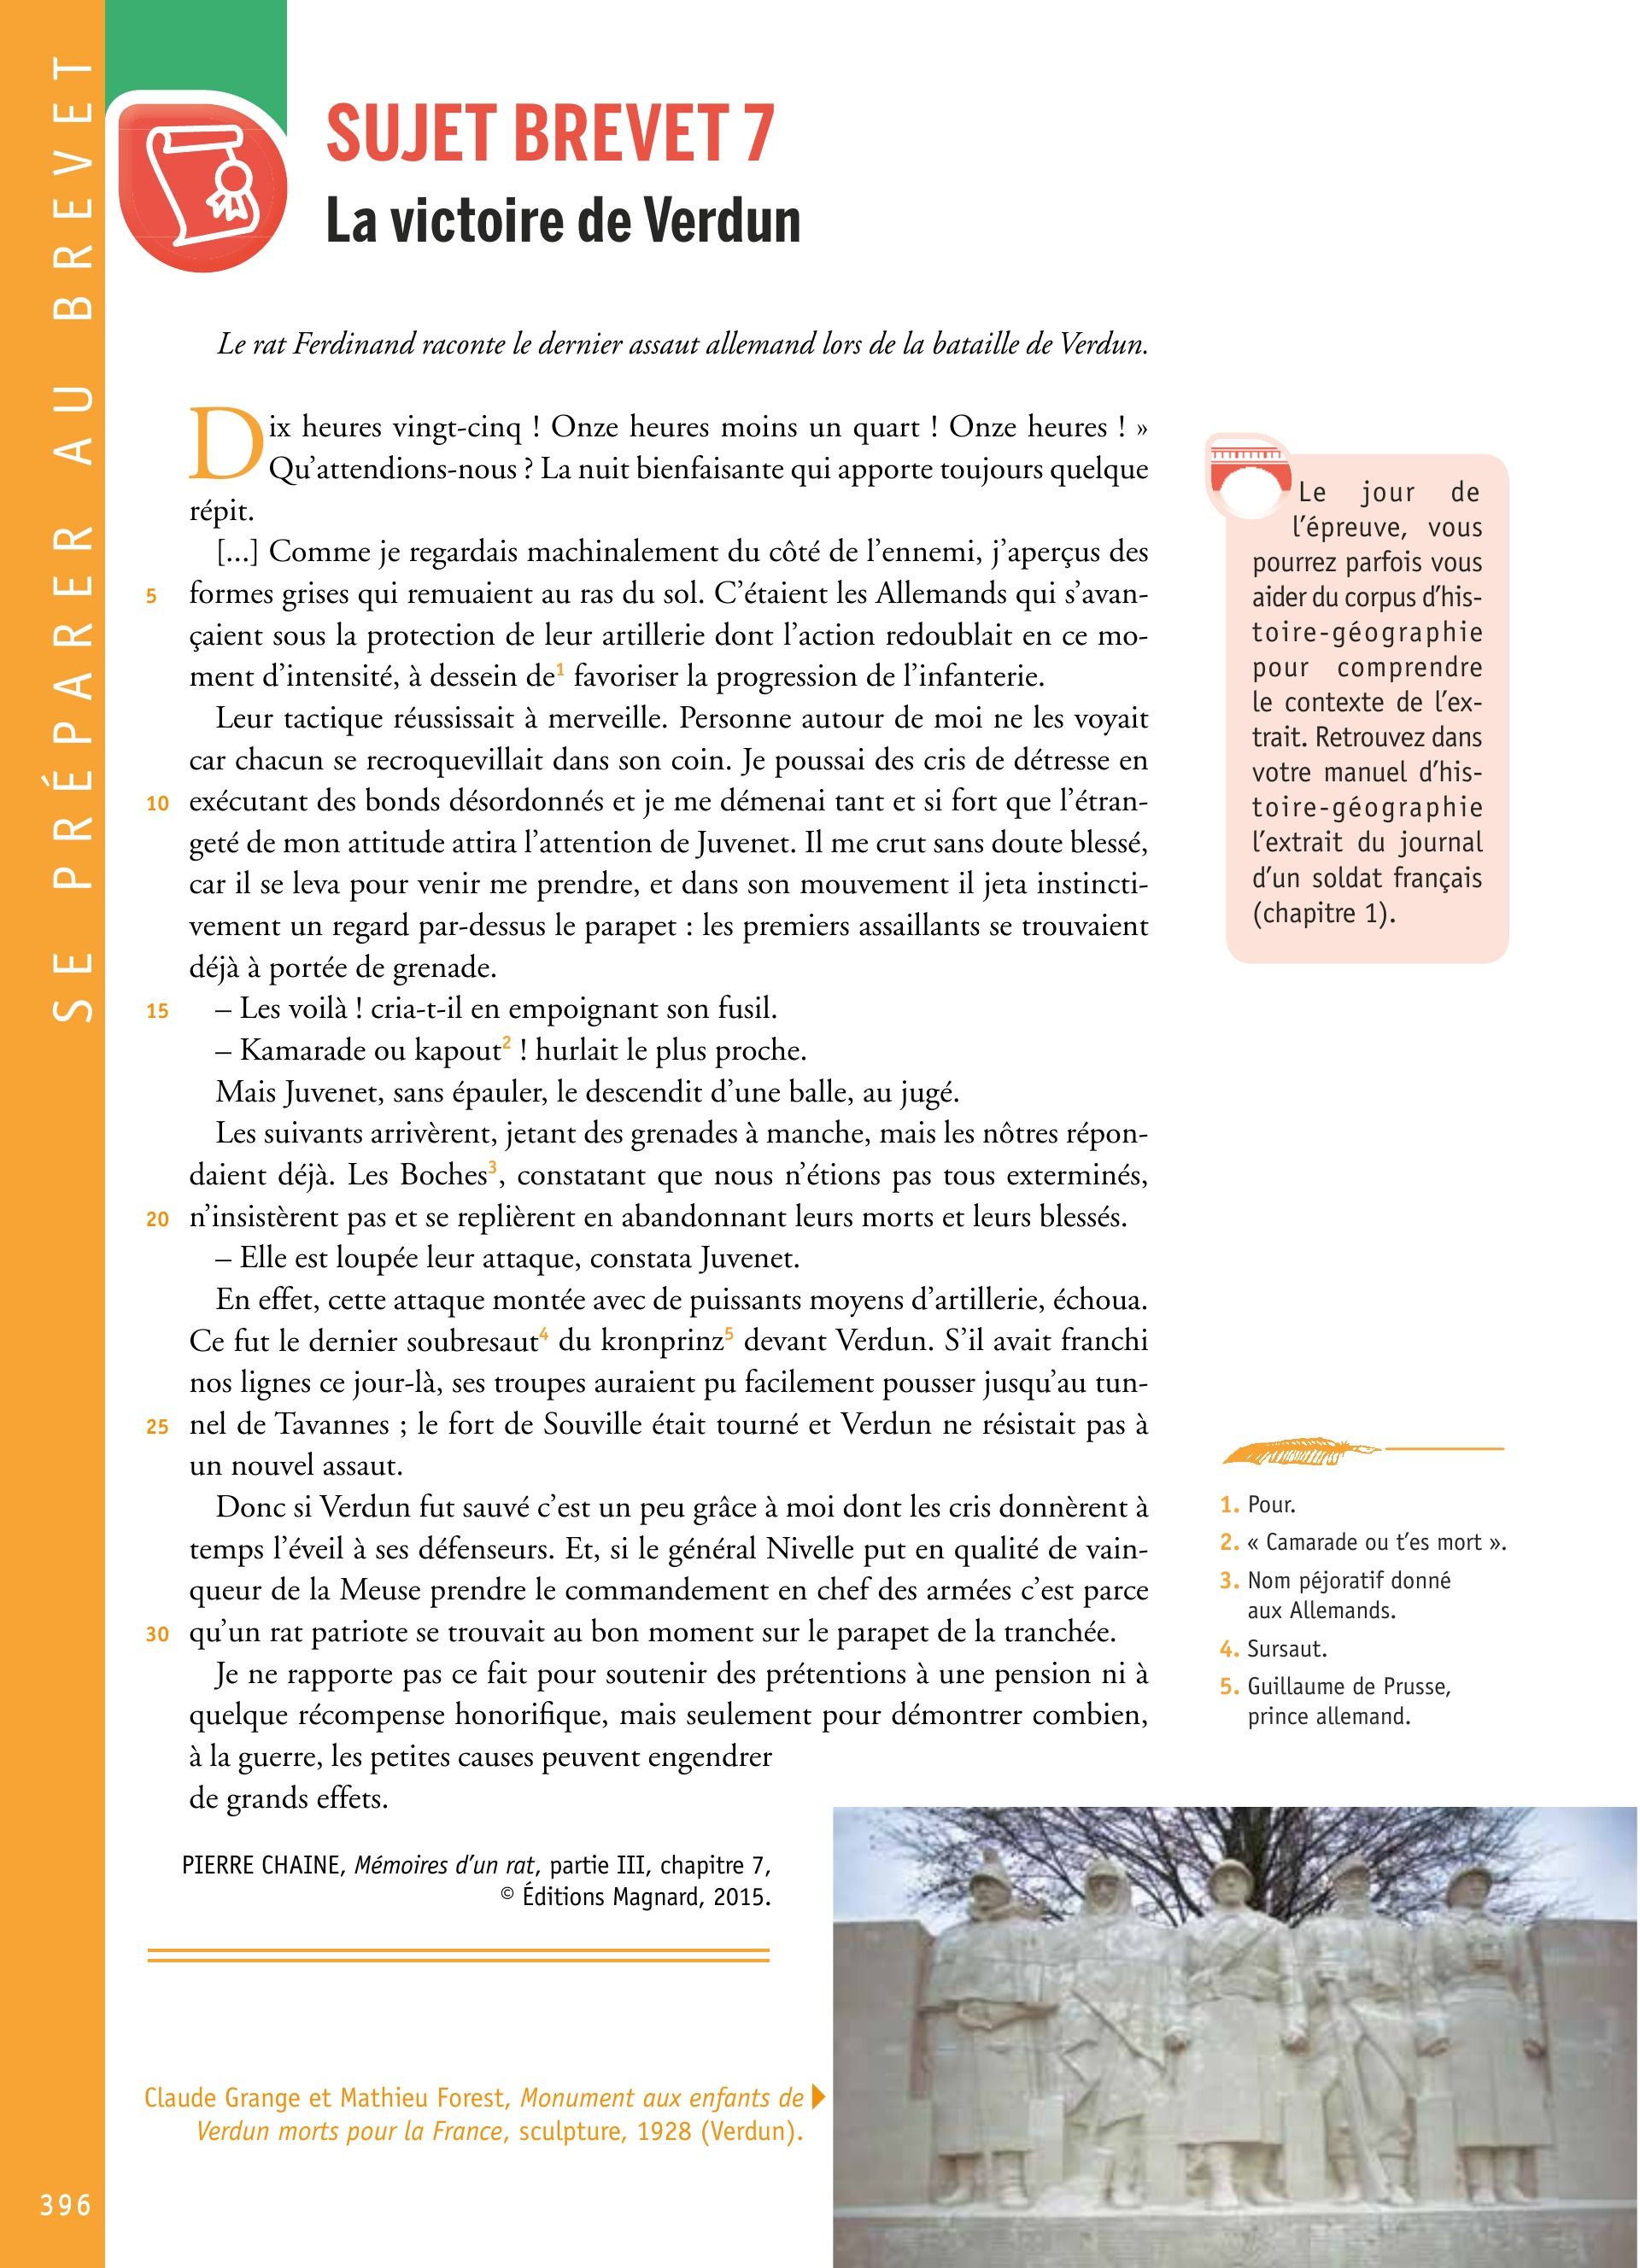 SE PRÉPARER AU BREVET
SUJET BREVET 7
La victoire de Verdun
Le rat Ferdinand raconte le dernier assaut allemand lors de la bataille de Verdun.
Dix heures vingt-cinq ! Onze heures moins un quart ! Onze heures ! »
Qu'attendions-nous ? La nuit bienfaisante qui apporte toujours quelque
répit.
[...] Comme je regardais machinalement du côté de l'ennemi, j'aperçus des
5 formes grises qui remuaient au ras du sol. C'étaient les Allemands qui s'avan-
çaient sous la protection de leur artillerie dont l'action redoublait en ce mo-
ment d'intensité, à dessein de1 favoriser la progression de l'infanterie.
Leur tactique réussissait à merveille. Personne autour de moi ne les voyait
car chacun se recroquevillait dans son coin. Je poussai des cris de détresse en
10 exécutant des bonds désordonnés et je me démenai tant et si fort que l'étran-
geté de mon attitude attira l'attention de Juvenet. Il me crut sans doute blessé,
car il se leva pour venir me prendre, et dans son mouvement il jeta instincti-
vement un regard par-dessus le parapet : les premiers assaillants se trouvaient
déjà à portée de grenade.
15 – Les voilà ! cria-t-il en empoignant son fusil.
– Kamarade ou kapout2 ! hurlait le plus proche.
Mais Juvenet, sans épauler, le descendit d'une balle, au jugé.
Les suivants arrivèrent, jetant des grenades à manche, mais les nôtres répon-
daient déjà. Les Boches3, constatant que nous n'étions pas tous exterminés,
20 n'insistèrent pas et se replièrent en abandonnant leurs morts et leurs blessés.
– Elle est loupée leur attaque, constata Juvenet.
En effet, cette attaque montée avec de puissants moyens d'artillerie, échoua.
Ce fut le dernier soubresaut4 du kronprinz5 devant Verdun. S'il avait franchi
nos lignes ce jour-là, ses troupes auraient pu facilement pousser jusqu'au tun-
25 nel de Tavannes ; le fort de Souville était tourné et Verdun ne résistait pas à
un nouvel assaut.
Donc si Verdun fut sauvé c'est un peu grâce à moi dont les cris donnèrent à
temps l'éveil à ses défenseurs. Et, si le général Nivelle put en qualité de vain-
queur de la Meuse prendre le commandement en chef des armées c'est parce
30 qu'un rat patriote se trouvait au bon moment sur le parapet de la tranchée.
Je ne rapporte pas ce fait pour soutenir des prétentions à une pension ni à
quelque récompense honorifique, mais seulement pour démontrer combien,
à la guerre, les petites causes peuvent engendrer
de grands effets.
PIERRE CHAINE, Mémoires d'un rat, partie III, chapitre 7,
© Éditions Magnard, 2015.
Le jour de
l'épreuve, vous
pourrez parfois vous
aider du corpus d'his-
toire-géographie
pour comprendre
le contexte de l'ex-
trait. Retrouvez dans
votre manuel d'his-
toire-géographie
l'extrait du journal
d'un soldat français
(chapitre 1).
1. Pour.
2. « Camarade ou t'es mort ».
3. Nom péjoratif donné
aux Allemands.
4. Sursaut.
5. Guillaume de Prusse,
prince allemand.
Claude Grange et Mathieu Forest, Monument aux enfants de
Verdun morts pour la France, sculpture, 1928 (Verdun).
396